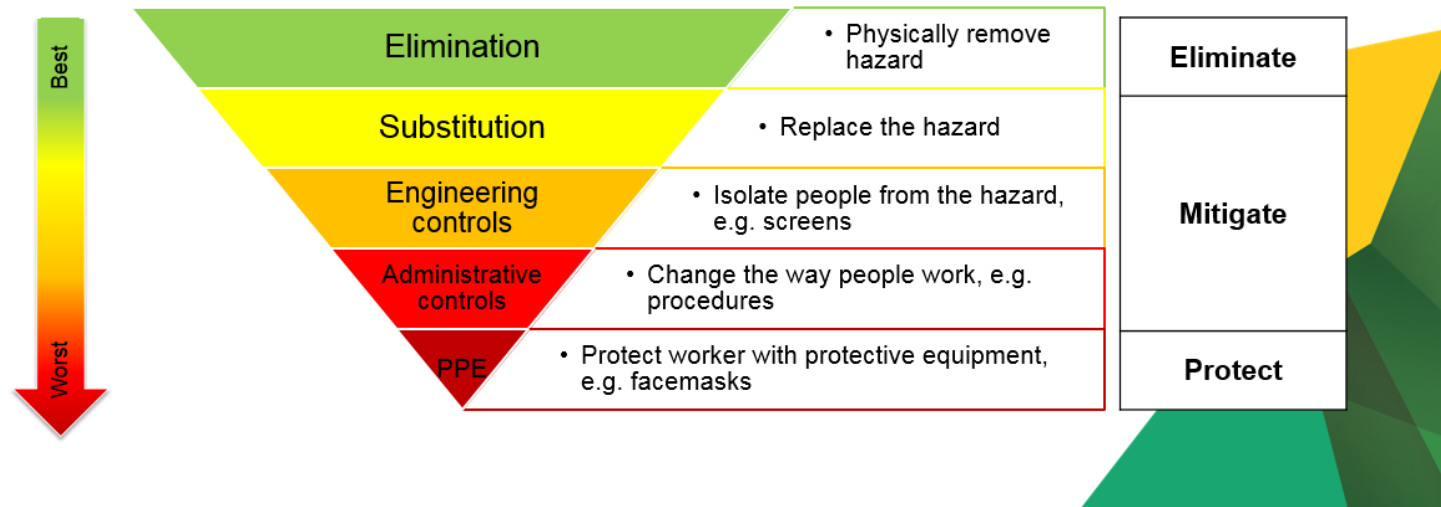 Best
Worst
Elimination
• Physically remove
hazard
Substitution
• Replace the hazard
Engineering
controls
• Isolate people from the hazard,
e.g. screens
Administrative
controls
• Change the way people work, e.g.
procedures
PPE
• Protect worker with protective equipment,
e.g. facemasks
Eliminate
Mitigate
Protect